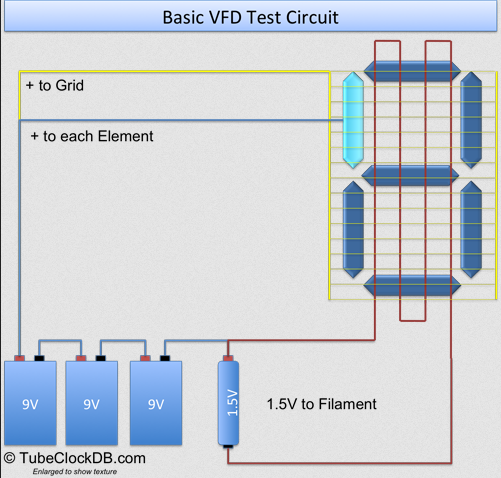 Basic VFD Test Circuit
+ to Grid
+ to each Element
9V
9V
9V
1.5V
1.5V to Filament
© TubeClockDB.com
Enlarged to show texture